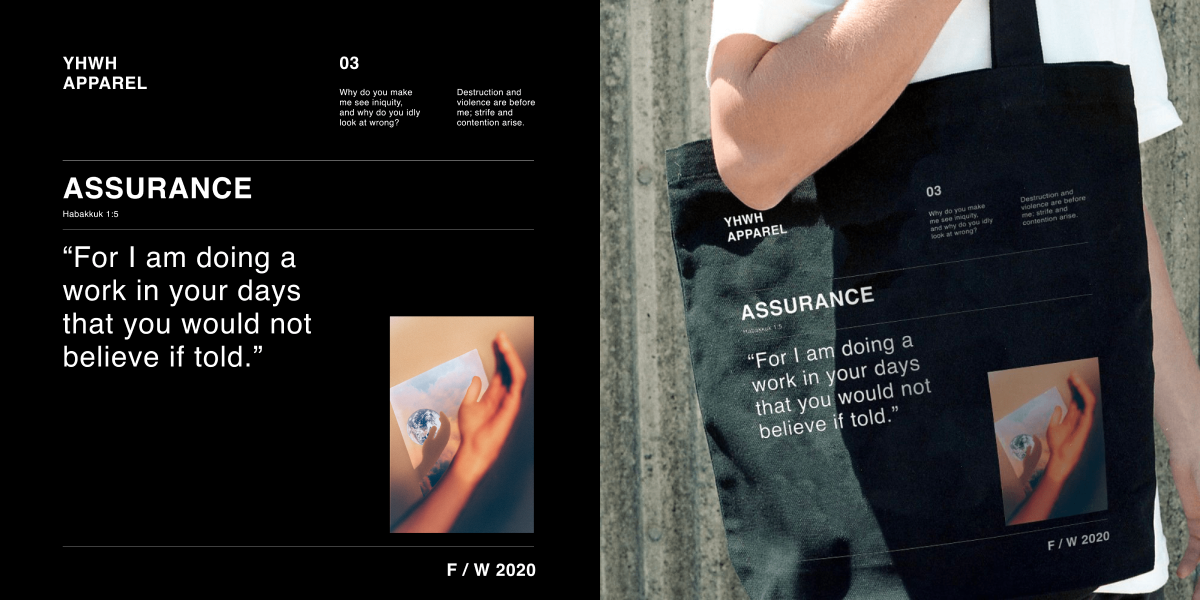 YHWH
APPAREL
03
Why do you make
me see iniquity,
and why do you idly
look at wrong?
Destruction and
violence are before
me; strife and
contention arise.
ASSURANCE
Habakkuk 1:5
“For I am doing a
work in your days
that you would not
believe if told.”
F / W 2020
YHWH
APPAREL
03
Why do you make
me see iniquity,
and why do you idly
look at wrong?
Destruction and
violence are before
me; strife and
contention arise.
ASSURANCE
Habakkuk 1:5
“For I am doing a
work in your days
that you would not
believe if told.”
F / W 2020